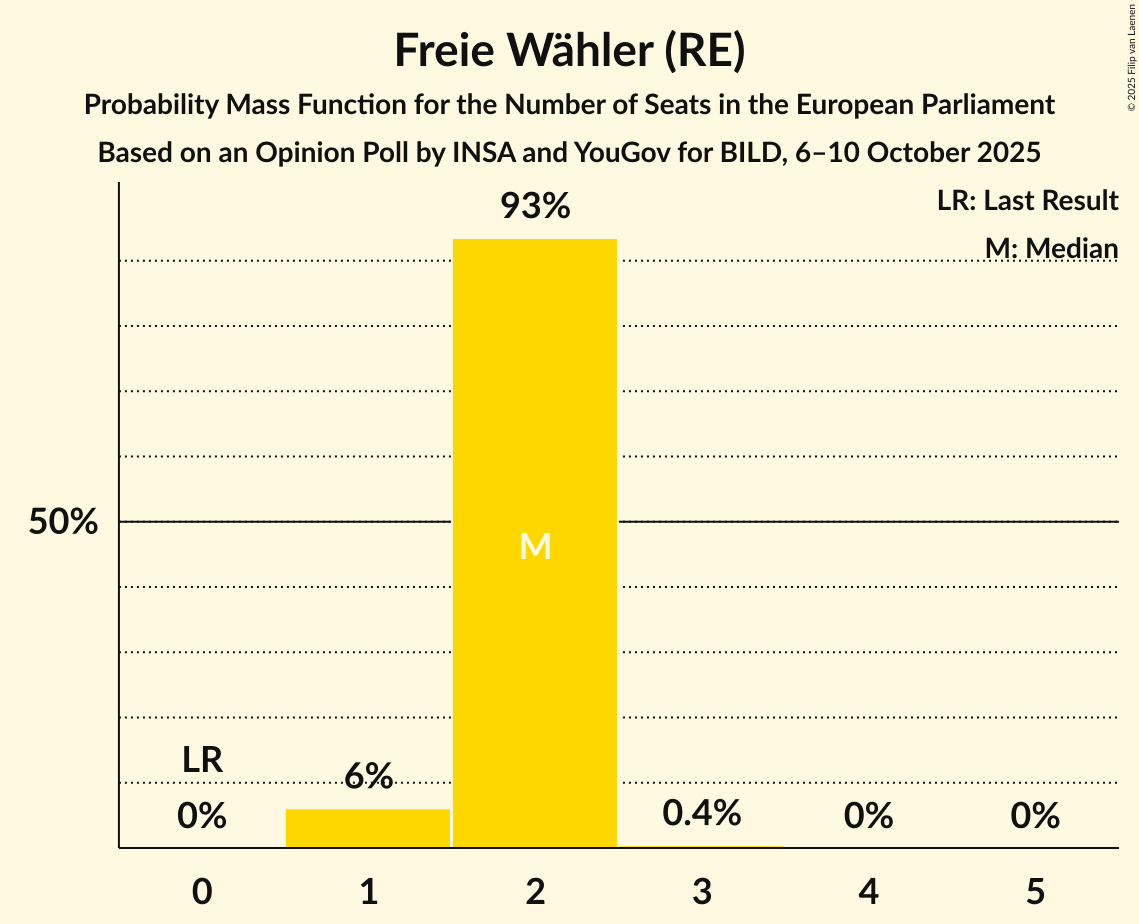 Freie Wähler (RE)
Probability Mass Function for the Number of Seats in the European Parliament
Based on an Opinion Poll by INSA and YouGov for BILD, 6–10 October 2025
© 2025 Filip van Laenen
LR: Last Result
M: Median
93%
50%
M
LR
0%
6%
0.4%
0%
0%
0
1
2
3
4
5